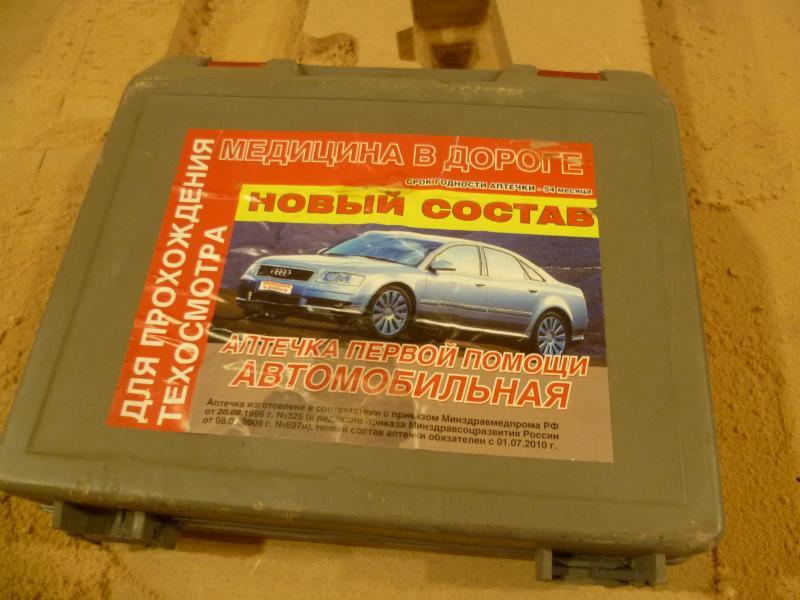 ДЛЯ ПРОХОЖДЕНИЯ
ТЕХОСМОТРА
МЕДИЦИНА В ДОРОГЕ
СРОК ГОДНОСТИ АПТЕЧКИ - 54 месяца
НОВЫЙ СОСТАВ
АПТЕЧКА ПЕРВОЙ ПОМОЩИ
АВТОМОБИЛЬНАЯ
Аптечка изготовлена в соответствии с приказом Минздравмедпрома РФ
от 20.08.1996 г. №325 (в редакции приказа Минздравсоцразвития России
от 08.09.2009 г. №697н). Новый состав аптечки обязателен с 01.07.2010 г.